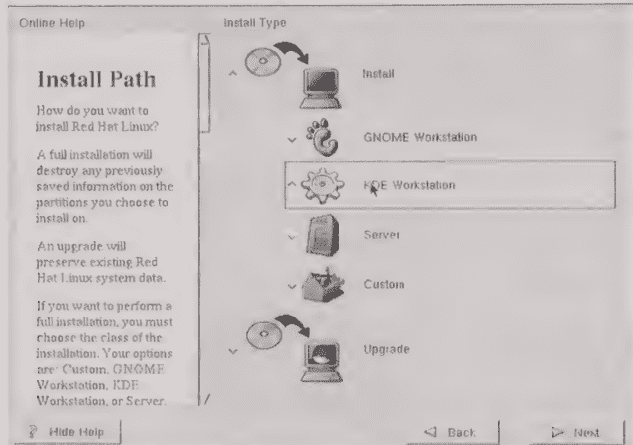 Online Help
Install Path
How do you want to
install Red Hat Linux?
A full installation will
destroy any previously
saved information on the
partitions you choose to
install on.
An upgrade will
preserve existing Red
Hat Linux system data.
If you want to perform a
full installation, you must
choose the class of the
installation. Your options
are: Custom, GNOME
Workstation, KDE
Workstation, or Server.
Install Type
Install
GNOME Workstation
KDE Workstation
Server
Custom
Upgrade
Hide Help
Back
Next